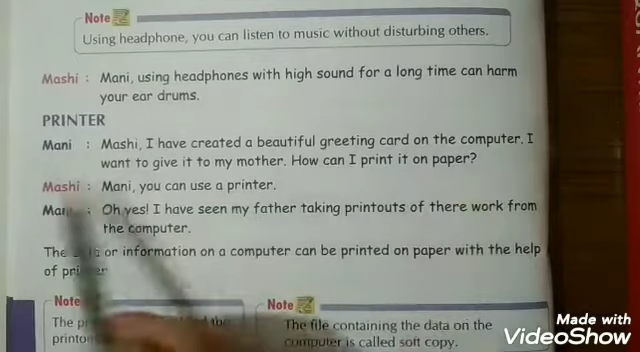 Note
Using headphone, you can listen to music without disturbing others.
Mashi : Mani, using headphones with high sound for a long time can harm
your ear drums.
PRINTER
Mani : Mashi, I have created a beautiful greeting card on the computer. I
want to give it to my mother. How can I print it on paper?
Mashi : Mani, you can use a printer.
Mani : Oh yes! I have seen my father taking printouts of there work from
the computer.
The or information on a computer can be printed on paper with the help
of printer
Note
The the
Note
The file containing the data on the
computer is called soft copy.
Made with
VideoShow